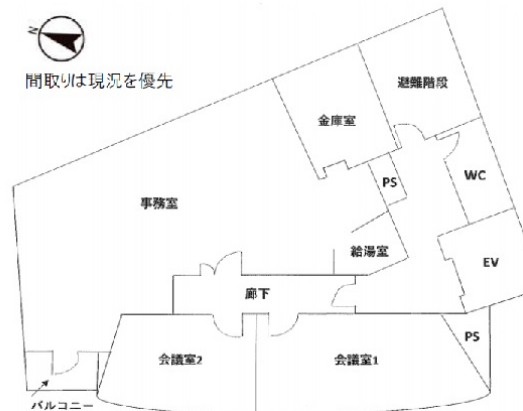 N
間取りは現況を優先
避難階段
金庫室
PS
WC
事務室
給湯室
EV
廊下
PS
会議室2
会議室1
バルコニー